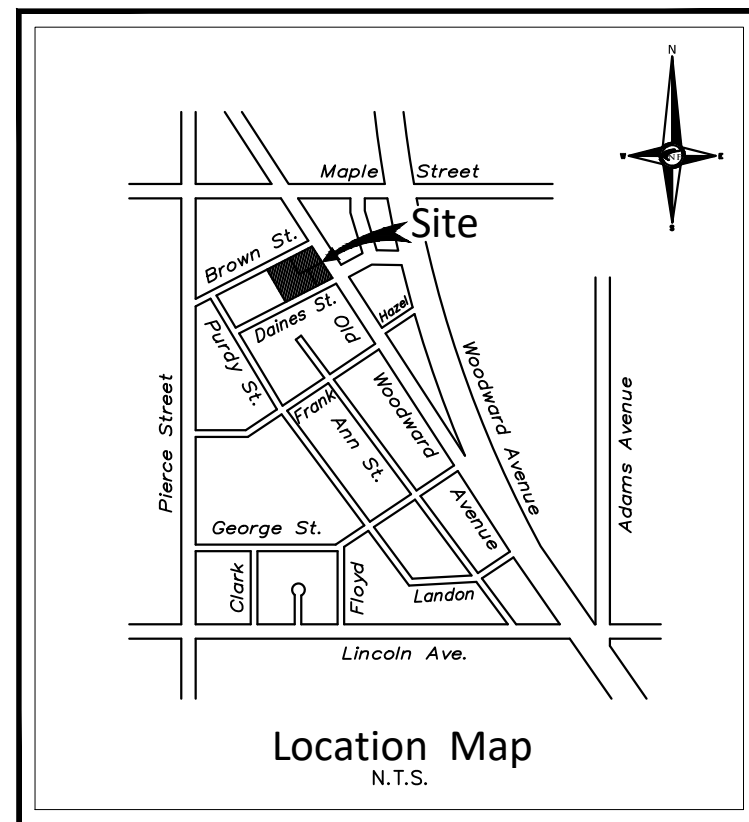 N
W
E
S
NF
Maple Street
Site
Brown St.
Daines St.
Old Woodward Avenue
Hazel
Purdy St.
Frank
Ann St.
Woodward Avenue
Pierce Street
Adams Avenue
George St.
Clark
Floyd
Landon
Lincoln Ave.
Location Map
N.T.S.